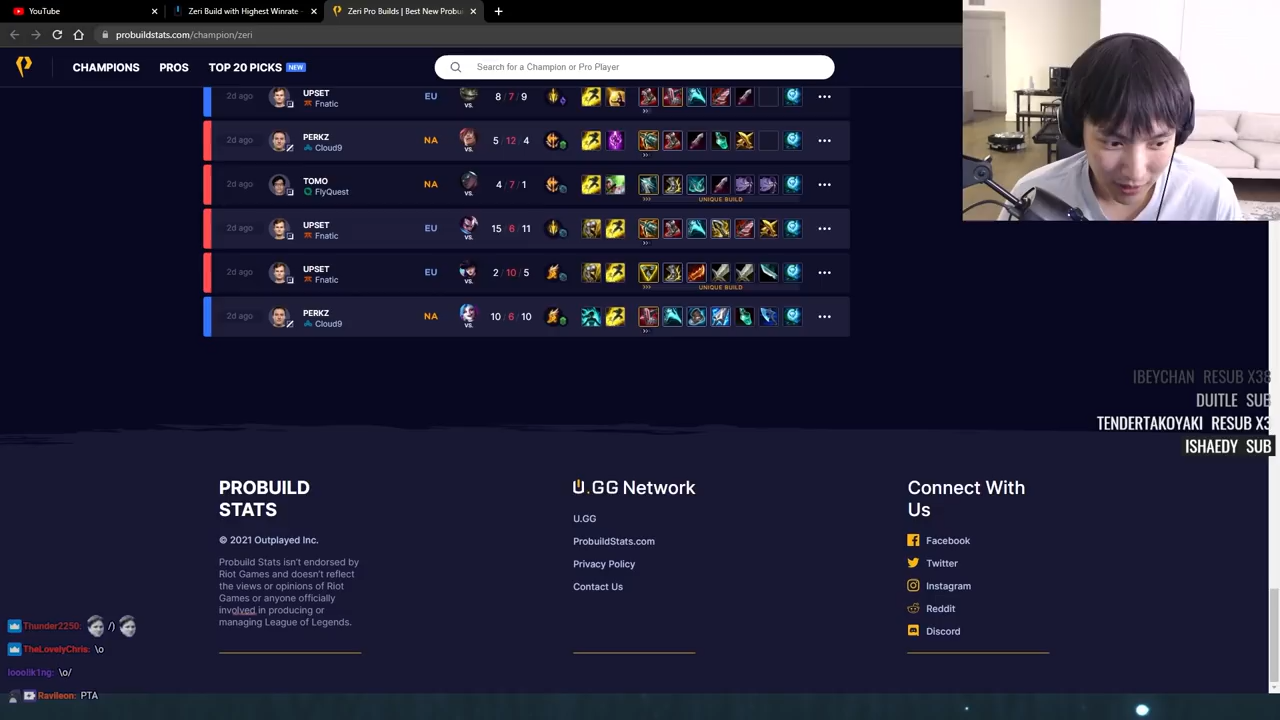 YouTube
Zeri Build with Highest Winrate
Zeri Pro Builds | Best New Probui
probuildstats.com/champion/zeri
CHAMPIONS
PROS
TOP 20 PICKS NEW
Search for a Champion or Pro Player
2d ago UPSET EU 8 / 7 / 9
Fnatic
2d ago PERKZ NA vs. 5 / 12 / 4
Cloud9
2d ago TOMO NA vs. 4 / 7 / 1
FlyQuest
UNIQUE BUILD
2d ago UPSET EU vs. 15 / 6 / 11
Fnatic
2d ago UPSET EU vs. 2 / 10 / 5
Fnatic
UNIQUE BUILD
2d ago PERKZ NA vs. 10 / 6 / 10
Cloud9
IBEYCHAN RESUB X38
DUITLE SUB
TENDERTAKOYAKI RESUB X3
ISHAEDY SUB
PROBUILD
STATS
© 2021 Outplayed Inc.
Probuild Stats isn't endorsed by
Riot Games and doesn't reflect
the views or opinions of Riot
Games or anyone officially
involved in producing or
managing League of Legends.
U.GG Network
U.GG
ProbuildStats.com
Privacy Policy
Contact Us
Connect With
Us
Facebook
Twitter
Instagram
Reddit
Discord
Thunder2250: /)
TheLovelyChris: \o
looolik1ng: \o/
Ravileon: PTA